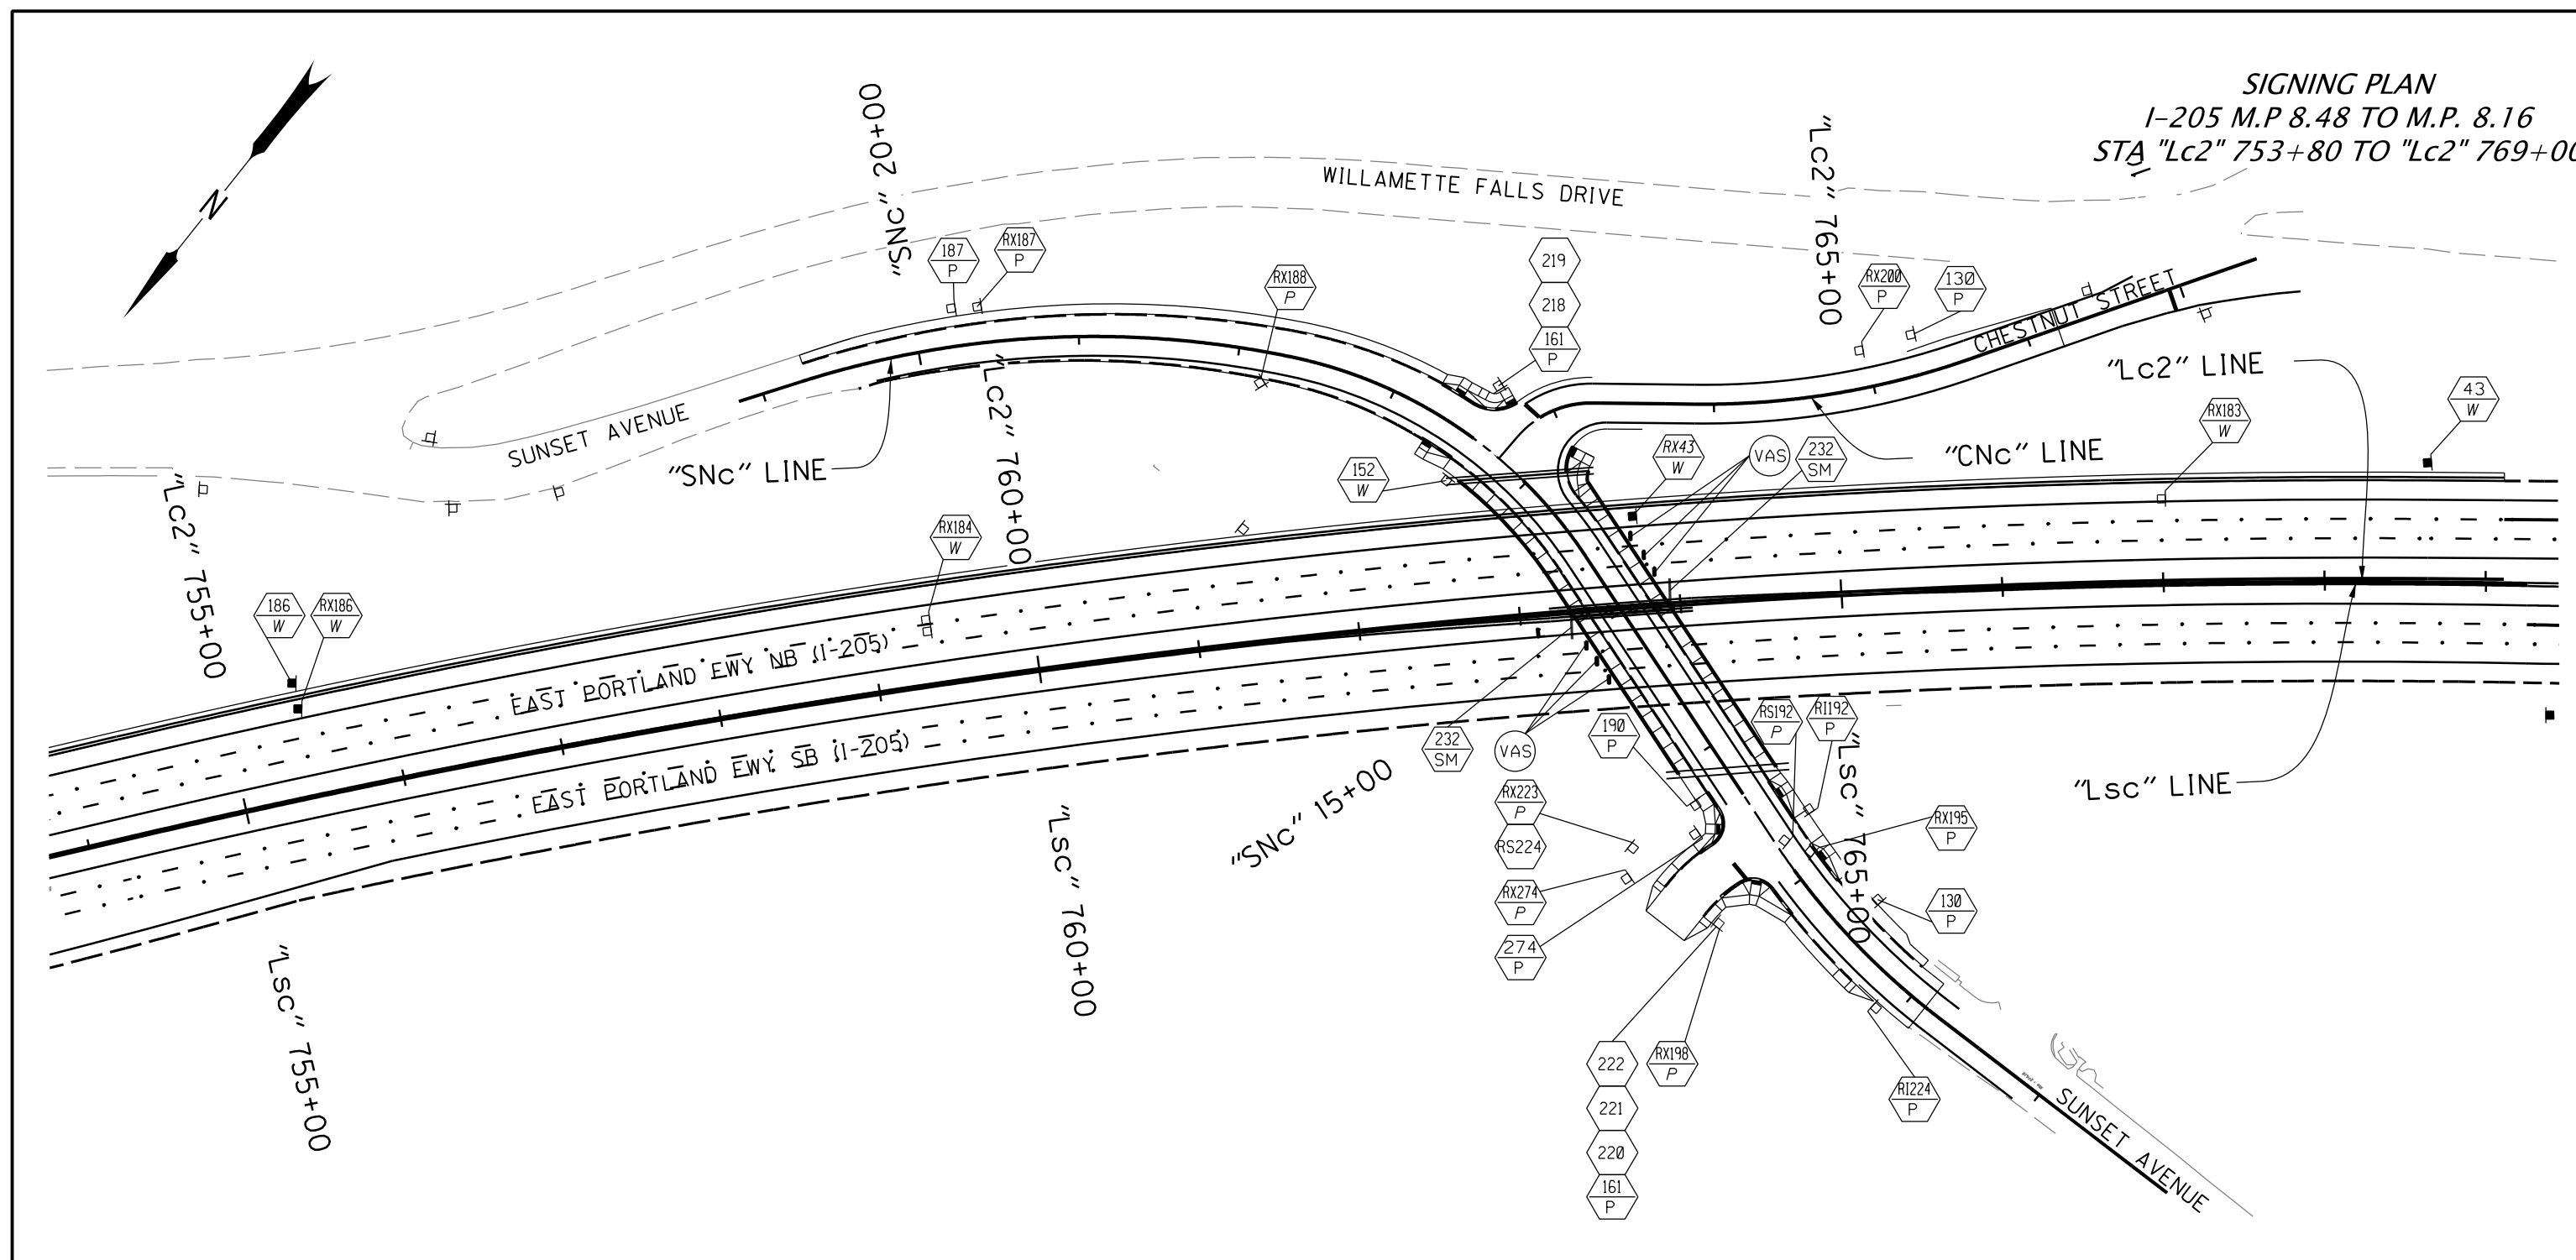 SIGNING PLAN
I-205 M.P 8.48 TO M.P. 8.16
STA "Lc2" 753+80 TO "Lc2" 769+00
N
"SNc" 20+00
WILLAMETTE FALLS DRIVE
"Lc2" 765+00
187
P
RX187
P
RX188
P
219
218
161
P
RX200
P
130
P
CHESTNUT STREET
"Lc2" LINE
43
W
RX183
W
SUNSET AVENUE
"SNc" LINE
"Lc2" 760+00
152
W
RX43
W
VAS
232
SM
"CNc" LINE
"Lc2" 755+00
RX184
W
186
W
RX186
W
EAST PORTLAND FWY NB (I-205)
EAST PORTLAND FWY SB (I-205)
232
SM
VAS
190
P
RS192
P
RI192
P
"Lsc" 765+00
"Lsc" LINE
"SNc" 15+00
RX223
P
RS224
RX274
P
274
P
RX195
P
130
P
"Lsc" 760+00
"Lsc" 755+00
222
221
220
161
P
RX198
P
RI224
P
SUNSET AVENUE